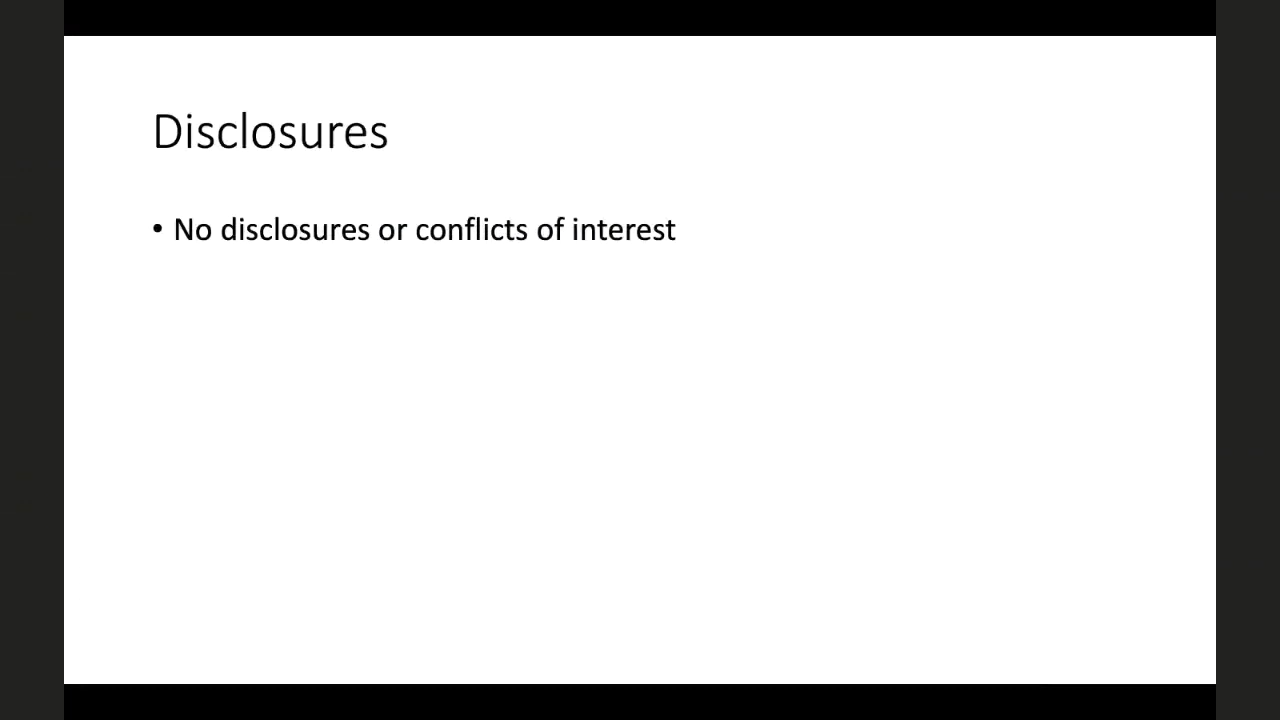 Disclosures
• No disclosures or conflicts of interest